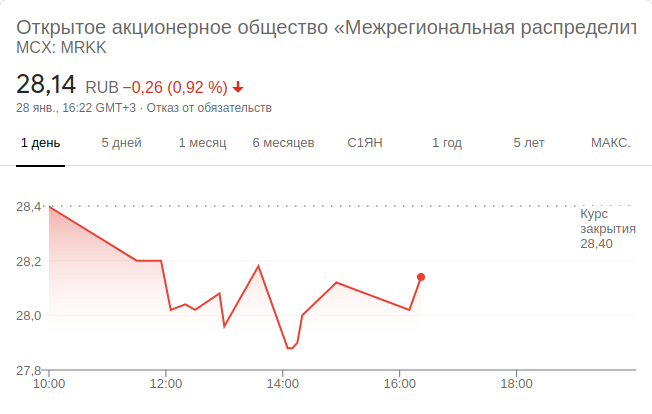 Открытое акционерное общество «Межрегиональная распределит
MCX: MRKK
28,14 RUB −0,26 (0,92 %)
28 янв., 16:22 GMT+3 · Отказ от обязательств
1 день 5 дней 1 месяц 6 месяцев С1ЯН 1 год 5 лет МАКС.
28,4
Курс
закрытия
28,40
28,2
28,0
27,8
10:00 12:00 14:00 16:00 18:00